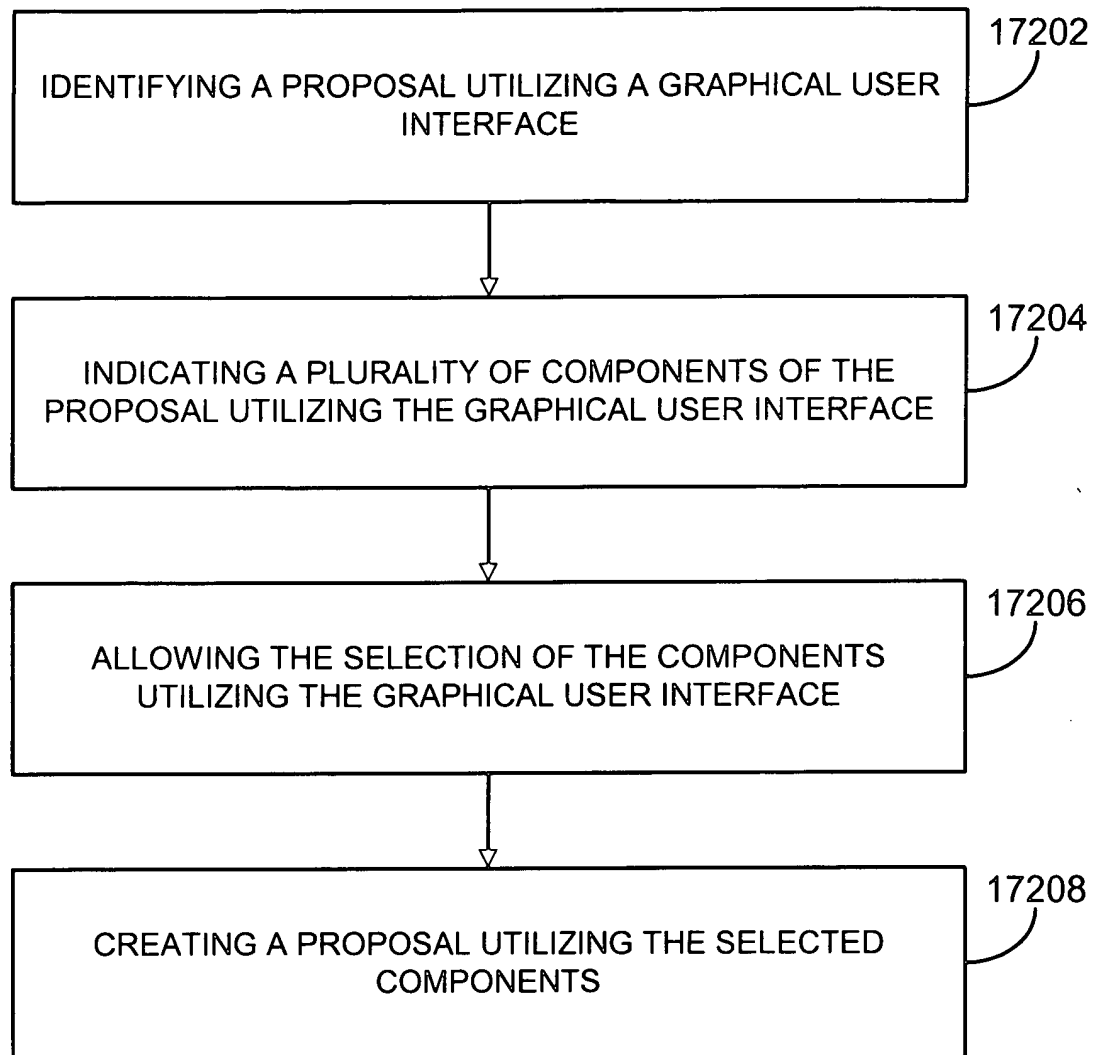 17202
IDENTIFYING A PROPOSAL UTILIZING A GRAPHICAL USER
INTERFACE
17204
INDICATING A PLURALITY OF COMPONENTS OF THE
PROPOSAL UTILIZING THE GRAPHICAL USER INTERFACE
17206
ALLOWING THE SELECTION OF THE COMPONENTS
UTILIZING THE GRAPHICAL USER INTERFACE
17208
CREATING A PROPOSAL UTILIZING THE SELECTED
COMPONENTS